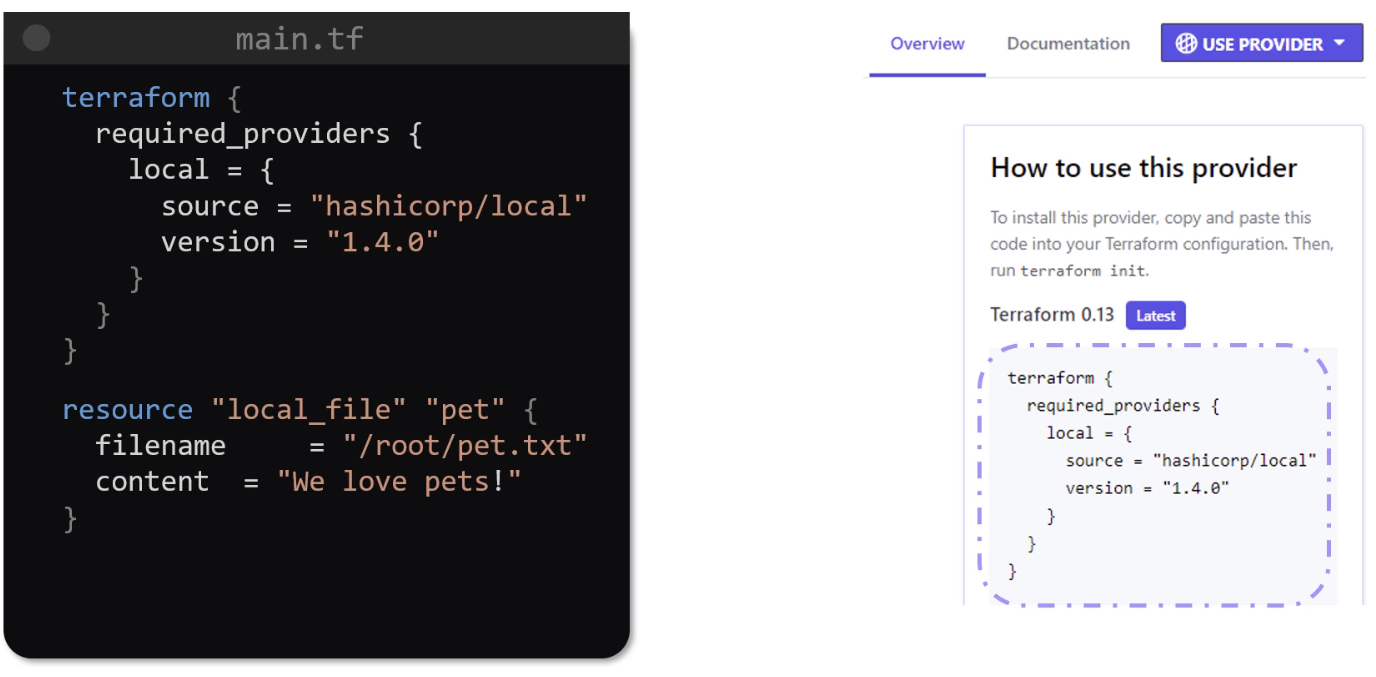 main.tf
terraform {
  required_providers {
    local = {
      source = "hashicorp/local"
      version = "1.4.0"
    }
  }
}
resource "local_file" "pet" {
  filename     = "/root/pet.txt"
  content  = "We love pets!"
}
Overview Documentation USE PROVIDER
How to use this provider
To install this provider, copy and paste this
code into your Terraform configuration. Then,
run terraform init.
Terraform 0.13 Latest
terraform {
  required_providers {
    local = {
      source = "hashicorp/local"
      version = "1.4.0"
    }
  }
}